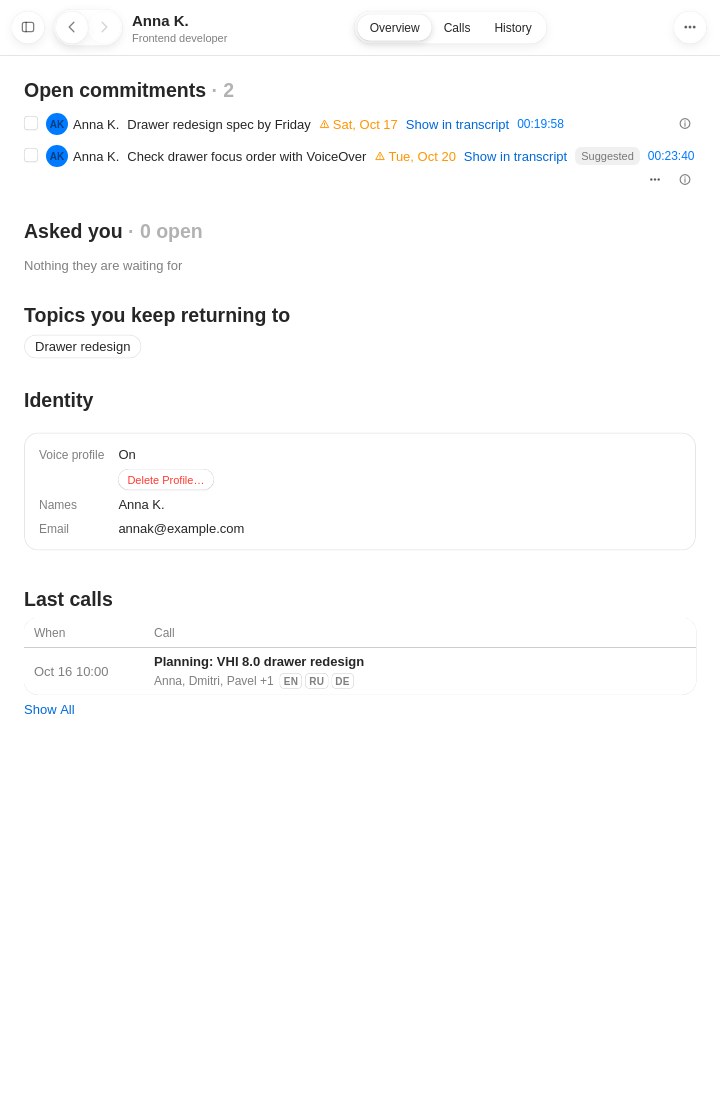 Anna K.
Frontend developer
Overview Calls History
Open commitments · 2
AK Anna K. Drawer redesign spec by Friday Sat, Oct 17 Show in transcript 00:19:58
AK Anna K. Check drawer focus order with VoiceOver Tue, Oct 20 Show in transcript Suggested 00:23:40
Asked you · 0 open
Nothing they are waiting for
Topics you keep returning to
Drawer redesign
Identity
Voice profile On
Delete Profile…
Names Anna K.
Email annak@example.com
Last calls
When Call
Oct 16 10:00 Planning: VHI 8.0 drawer redesign
Anna, Dmitri, Pavel +1 EN RU DE
Show All